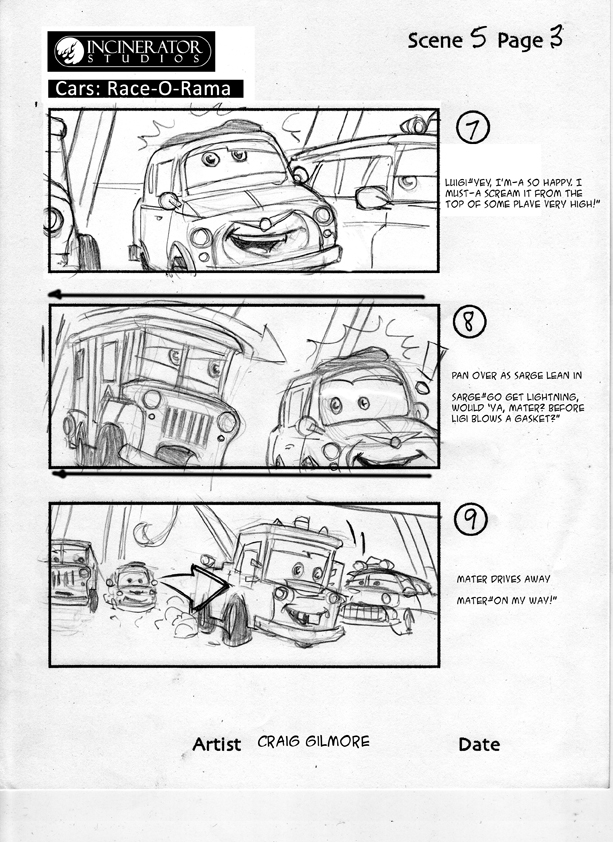 INCINERATOR
STUDIOS
Scene 5 Page 3
Cars: Race-O-Rama
7
LUIGI#YEY, I'M-A SO HAPPY. I
MUST-A SCREAM IT FROM THE
TOP OF SOME PLAVE VERY HIGH!"
8
PAN OVER AS SARGE LEAN IN
SARGE#GO GET LIGHTNING,
WOULD 'YA, MATER? BEFORE
LIGI BLOWS A GASKET?"
9
MATER DRIVES AWAY
MATER#ON MY WAY!"
Artist CRAIG GILMORE Date